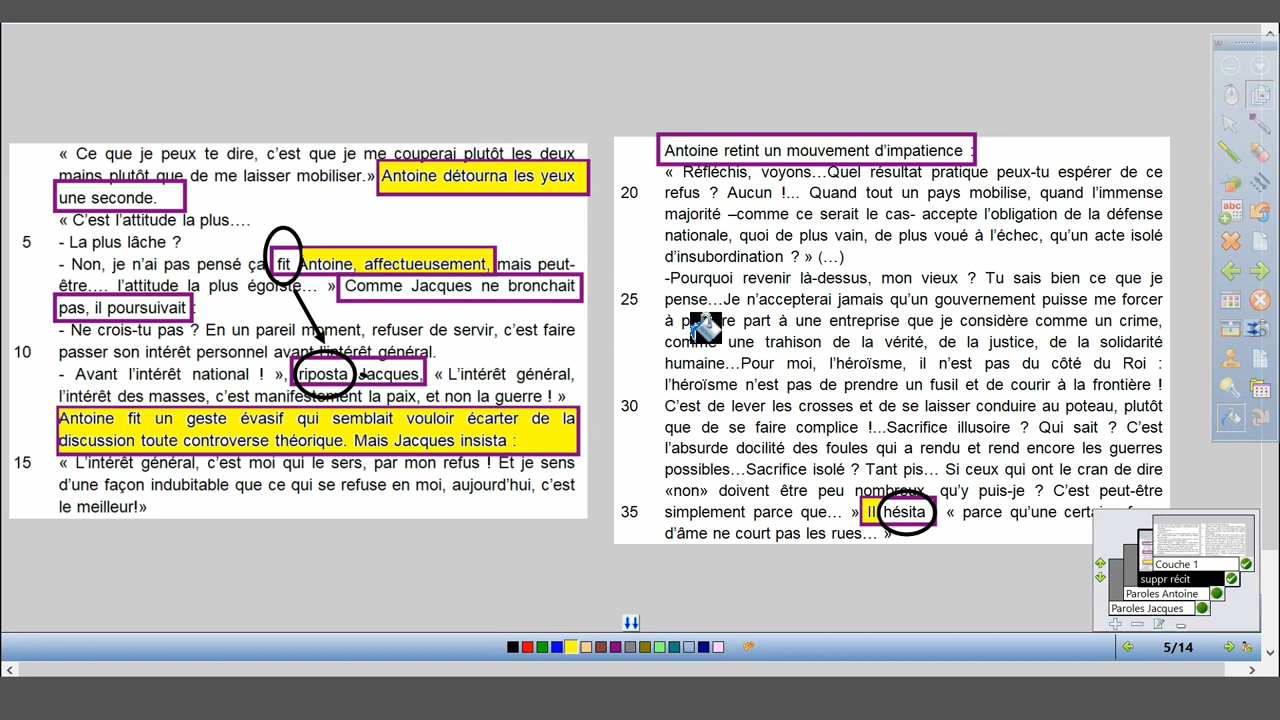 « Ce que je peux te dire, c’est que je me couperai plutôt les deux
mains plutôt que de me laisser mobiliser.» Antoine détourna les yeux
une seconde.
« C’est l’attitude la plus….
5 - La plus lâche ?
- Non, je n’ai pas pensé ça fit Antoine, affectueusement, mais peut-
être…. l’attitude la plus égoïste… » Comme Jacques ne bronchait
pas, il poursuivait :
- Ne crois-tu pas ? En un pareil moment, refuser de servir, c’est faire
10 passer son intérêt personnel avant l’intérêt général.
- Avant l’intérêt national ! », riposta Jacques, « L’intérêt général,
l’intérêt des masses, c’est manifestement la paix, et non la guerre ! »
Antoine fit un geste évasif qui semblait vouloir écarter de la
discussion toute controverse théorique. Mais Jacques insista :
15 « L’intérêt général, c’est moi qui le sers, par mon refus ! Et je sens
d’une façon indubitable que ce qui se refuse en moi, aujourd’hui, c’est
le meilleur!»
Antoine retint un mouvement d’impatience :
« Réfléchis, voyons…Quel résultat pratique peux-tu espérer de ce
20 refus ? Aucun !... Quand tout un pays mobilise, quand l’immense
majorité –comme ce serait le cas- accepte l’obligation de la défense
nationale, quoi de plus vain, de plus voué à l’échec, qu’un acte isolé
d’insubordination ? » (…)
-Pourquoi revenir là-dessus, mon vieux ? Tu sais bien ce que je
25 pense…Je n’accepterai jamais qu’un gouvernement puisse me forcer
à part à une entreprise que je considère comme un crime,
comme une trahison de la vérité, de la justice, de la solidarité
humaine…Pour moi, l’héroïsme, il n’est pas du côté du Roi :
l’héroïsme n’est pas de prendre un fusil et de courir à la frontière !
30 C’est de lever les crosses et de se laisser conduire au poteau, plutôt
que de se faire complice !...Sacrifice illusoire ? Qui sait ? C’est
l’absurde docilité des foules qui a rendu et rend encore les guerres
possibles…Sacrifice isolé ? Tant pis… Si ceux qui ont le cran de dire
«non» doivent être peu nombreux, qu’y puis-je ? C’est peut-être
35 simplement parce que… » Il hésita « parce qu’une
d’âme ne court pas les rues… »
abc
Couche 1
suppr récit
Paroles Antoine
Paroles Jacques
5/14